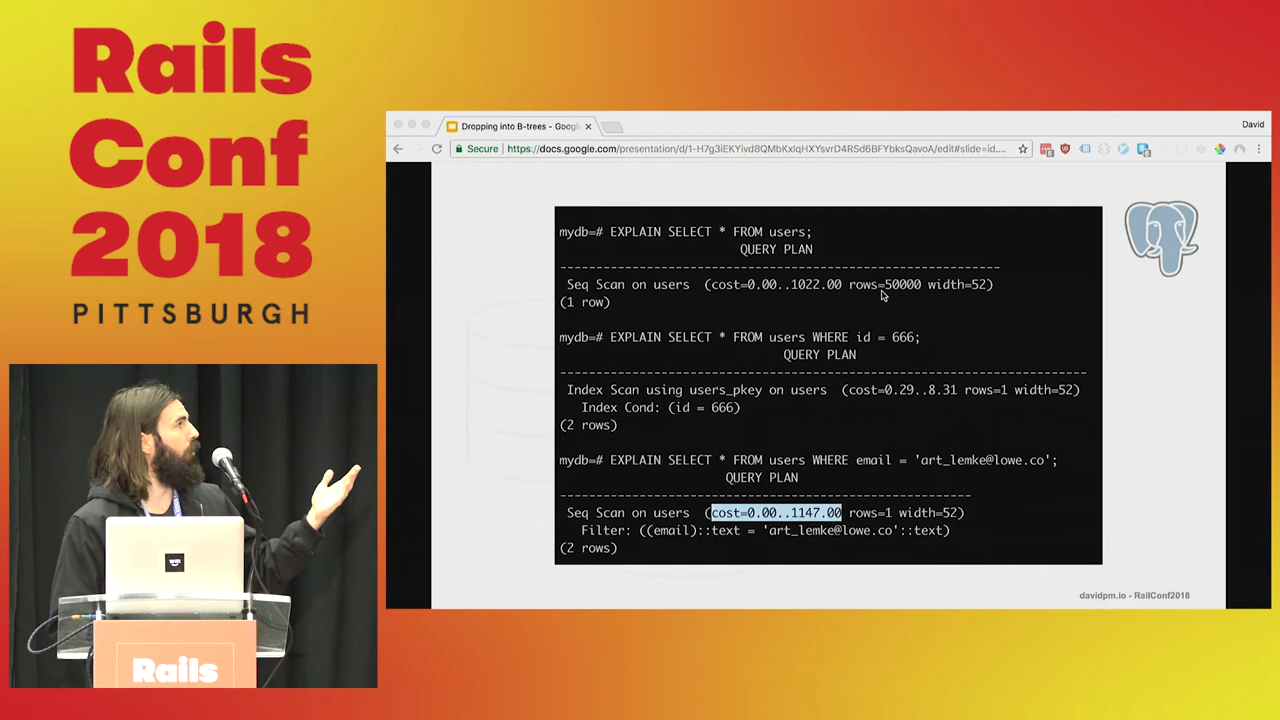 Rails
Conf
2018
PITTSBURGH
Dropping into B-trees - Googl
David
Secure
https://docs.google.com/presentation/d/1-H7g3iEKYivd8QMbKxlqHXYsvrD4RSd6BFYbksQavoA/edit#slide=id....
mydb=# EXPLAIN SELECT * FROM users;
QUERY PLAN
-------------------------------------------------------------
Seq Scan on users (cost=0.00..1022.00 rows=50000 width=52)
(1 row)
mydb=# EXPLAIN SELECT * FROM users WHERE id = 666;
QUERY PLAN
-------------------------------------------------------------------------
Index Scan using users_pkey on users (cost=0.29..8.31 rows=1 width=52)
Index Cond: (id = 666)
(2 rows)
mydb=# EXPLAIN SELECT * FROM users WHERE email = 'art_lemke@lowe.co';
QUERY PLAN
---------------------------------------------------------
Seq Scan on users (cost=0.00..1147.00 rows=1 width=52)
Filter: ((email)::text = 'art_lemke@lowe.co'::text)
(2 rows)
davidpm.io - RailConf2018
Rails